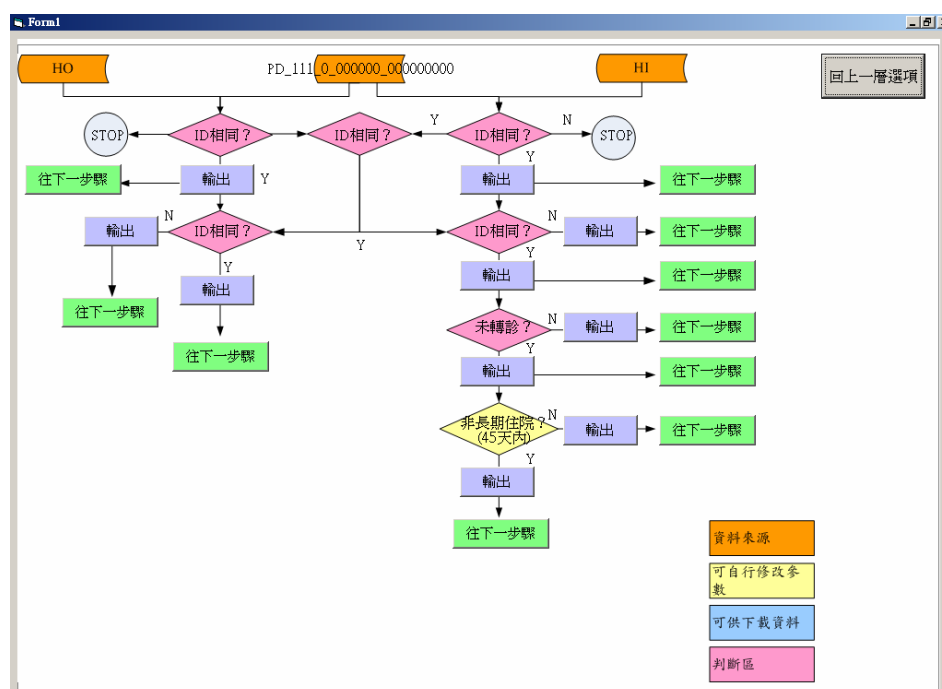 Form1
HO
PD_111_0_000000_000000000
HI
回上一層選項
STOP
ID相同？
ID相同？
Y
ID相同？
N
STOP
Y
往下一步驟
輸出
Y
輸出
往下一步驟
輸出
N
ID相同？
Y
ID相同？
N
輸出
往下一步驟
Y
輸出
Y
輸出
往下一步驟
往下一步驟
未轉診？
N
輸出
往下一步驟
Y
往下一步驟
輸出
往下一步驟
非長期住院？
(45天內)
N
輸出
往下一步驟
Y
輸出
往下一步驟
資料來源
可自行修改參
數
可供下載資料
判斷區